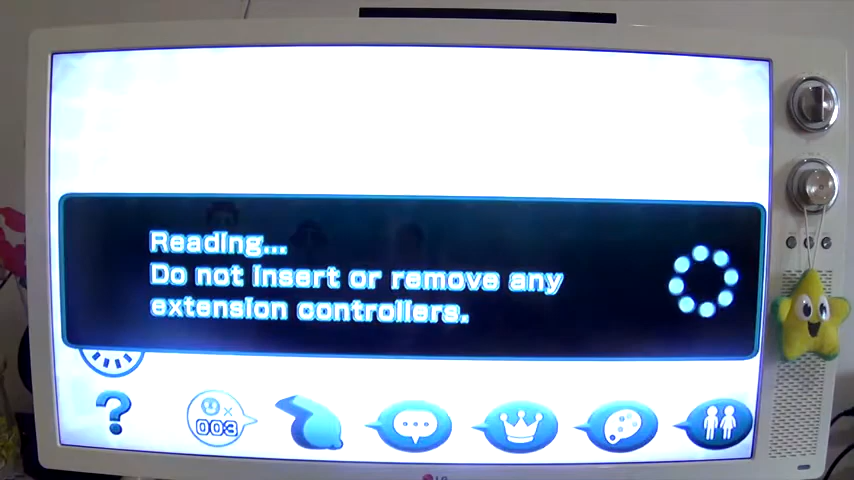 Reading...
Do not insert or remove any
extension controllers.
?
×
003
LG